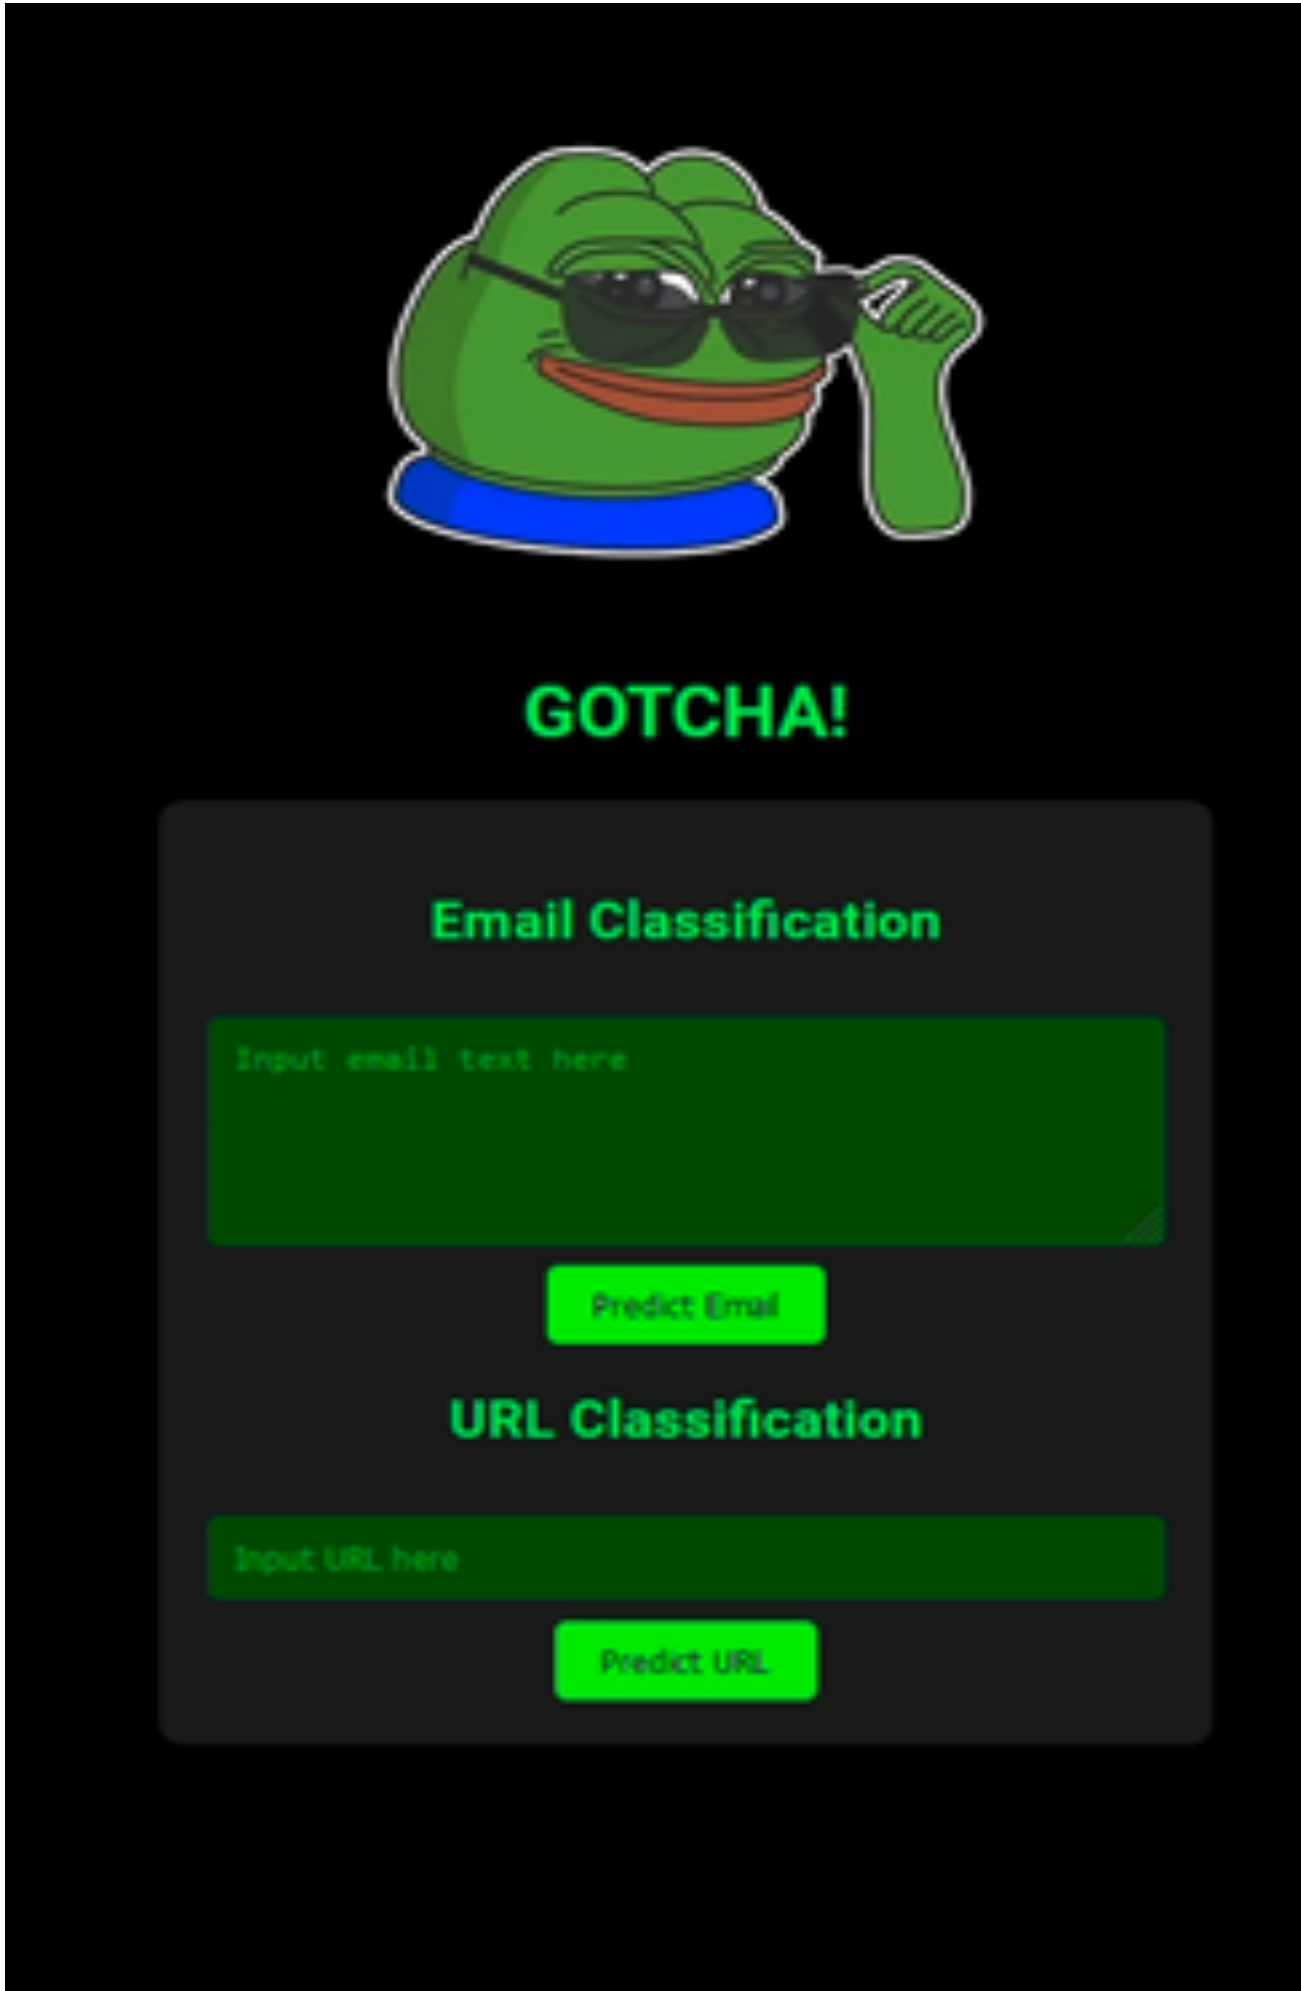 GOTCHA!
Email Classification
Input email text here
Predict Email
URL Classification
Input URL here
Predict URL